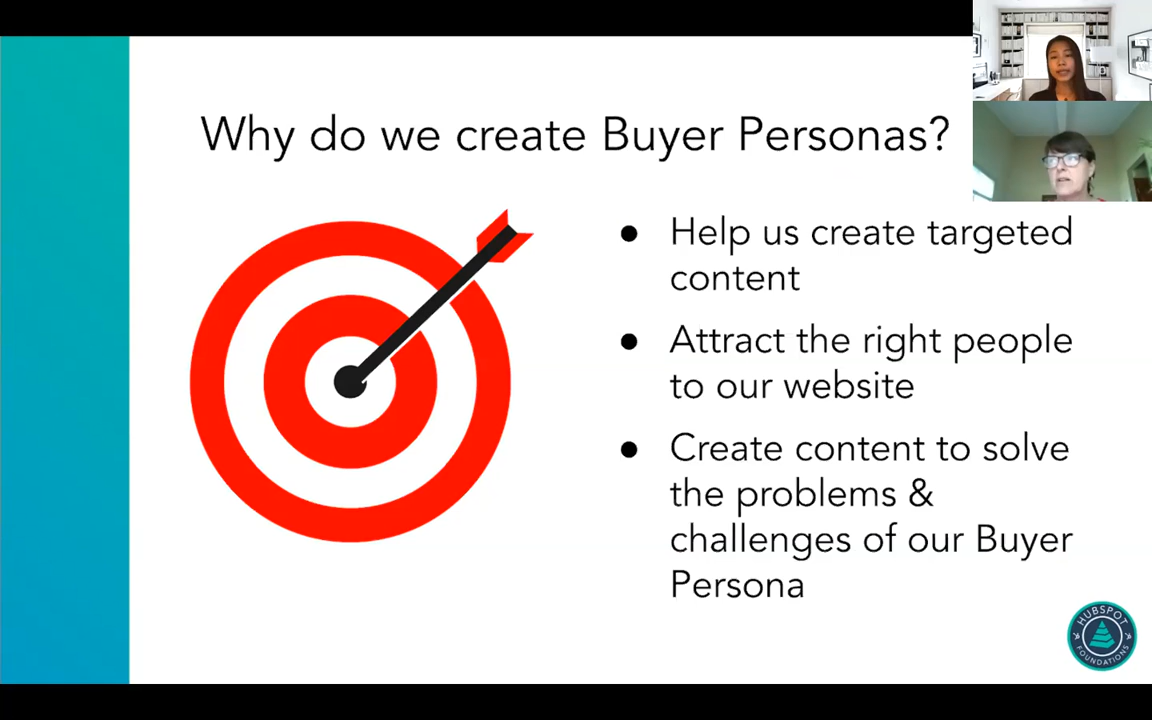 Why do we create Buyer Personas?
● Help us create targeted
content
● Attract the right people
to our website
● Create content to solve
the problems &
challenges of our Buyer
Persona
HUBSPOT
FOUNDATIONS